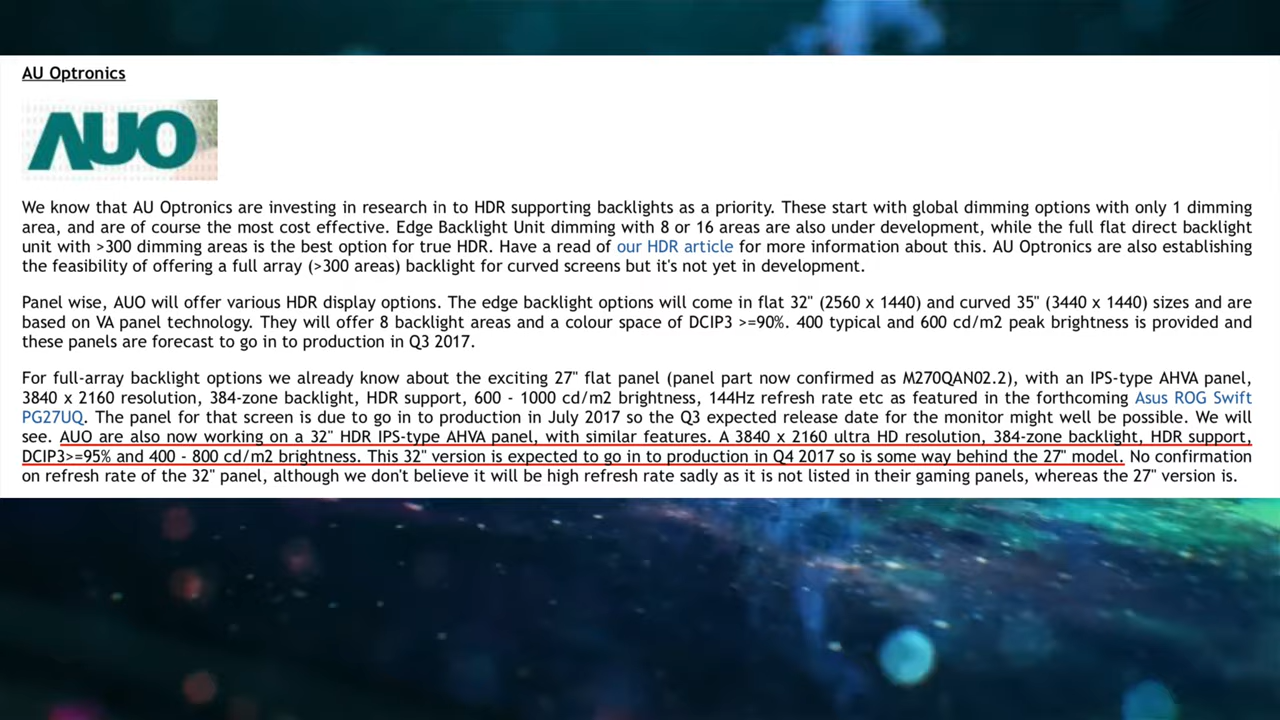 AU Optronics
AUO
We know that AU Optronics are investing in research in to HDR supporting backlights as a priority. These start with global dimming options with only 1 dimming
area, and are of course the most cost effective. Edge Backlight Unit dimming with 8 or 16 areas are also under development, while the full flat direct backlight
unit with >300 dimming areas is the best option for true HDR. Have a read of our HDR article for more information about this. AU Optronics are also establishing
the feasibility of offering a full array (>300 areas) backlight for curved screens but it's not yet in development.
Panel wise, AUO will offer various HDR display options. The edge backlight options will come in flat 32" (2560 x 1440) and curved 35" (3440 x 1440) sizes and are
based on VA panel technology. They will offer 8 backlight areas and a colour space of DCIP3 >=90%. 400 typical and 600 cd/m2 peak brightness is provided and
these panels are forecast to go in to production in Q3 2017.
For full-array backlight options we already know about the exciting 27" flat panel (panel part now confirmed as M270QAN02.2), with an IPS-type AHVA panel,
3840 x 2160 resolution, 384-zone backlight, HDR support, 600 - 1000 cd/m2 brightness, 144Hz refresh rate etc as featured in the forthcoming Asus ROG Swift
PG27UQ. The panel for that screen is due to go in to production in July 2017 so the Q3 expected release date for the monitor might well be possible. We will
see. AUO are also now working on a 32" HDR IPS-type AHVA panel, with similar features. A 3840 x 2160 ultra HD resolution, 384-zone backlight, HDR support,
DCIP3>=95% and 400 - 800 cd/m2 brightness. This 32" version is expected to go in to production in Q4 2017 so is some way behind the 27" model. No confirmation
on refresh rate of the 32" panel, although we don't believe it will be high refresh rate sadly as it is not listed in their gaming panels, whereas the 27" version is.